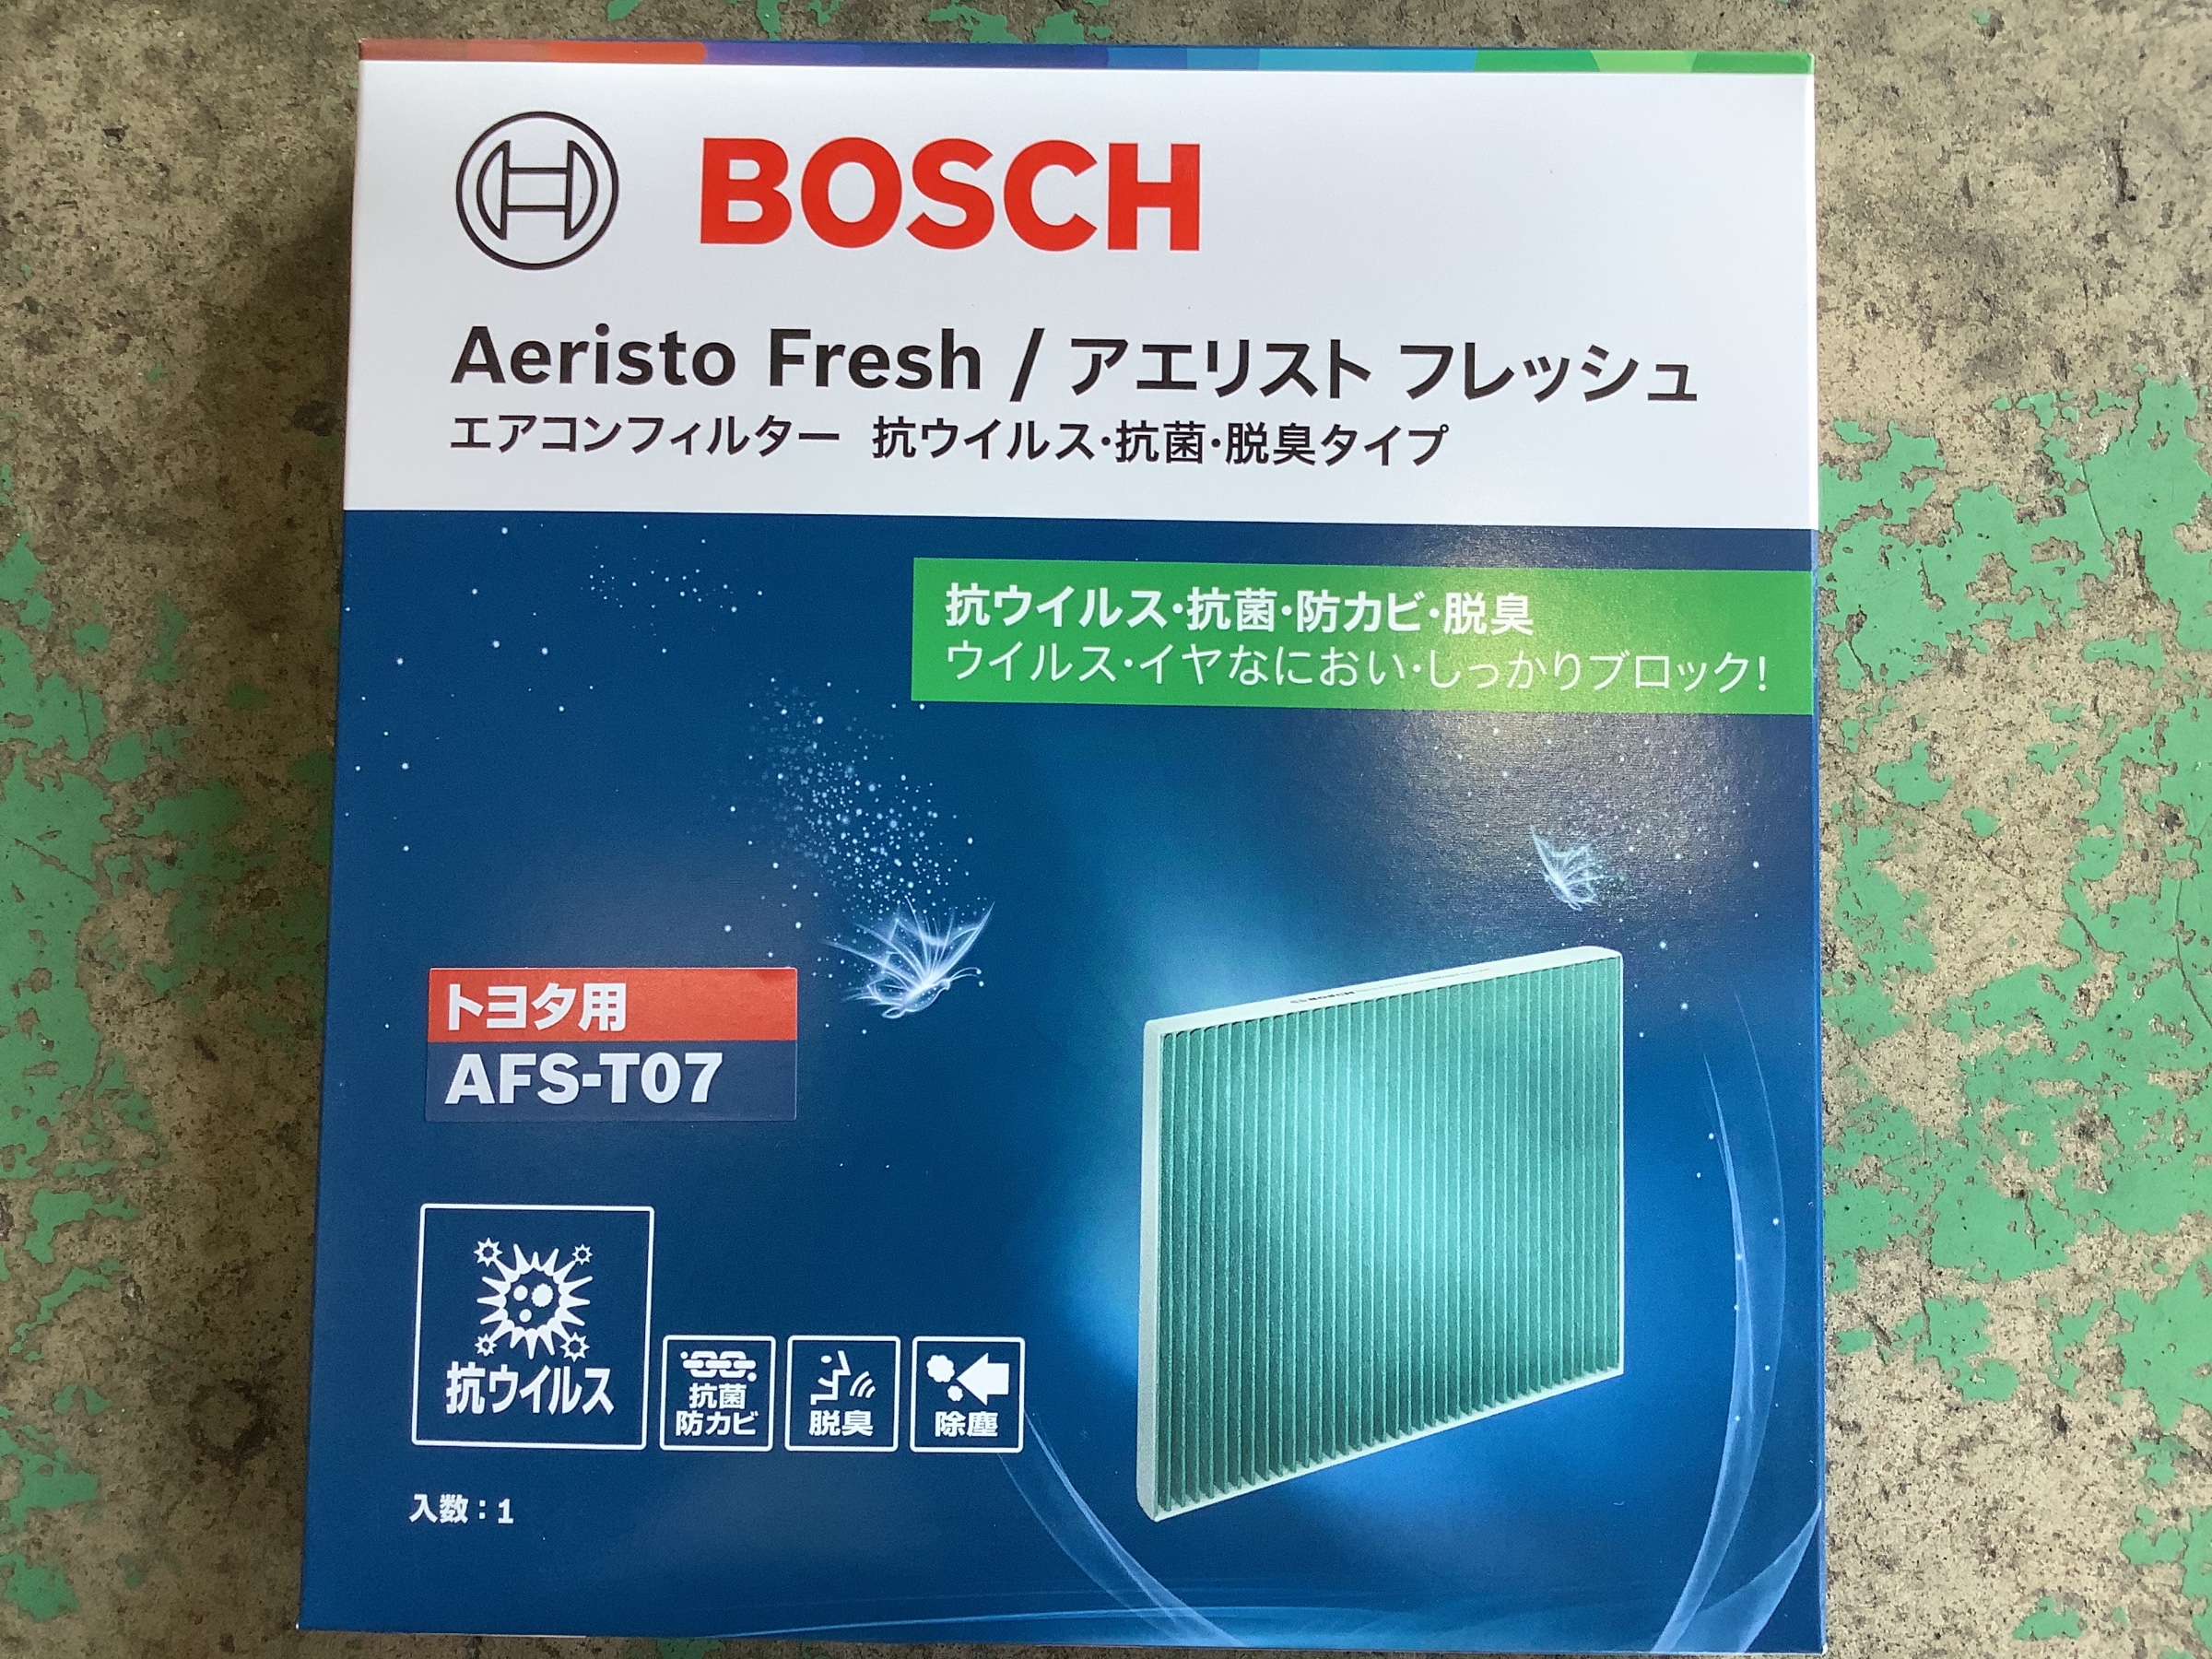 BOSCH
Aeristo Fresh / アエリスト フレッシュ
エアコンフィルター 抗ウイルス・抗菌・脱臭タイプ
抗ウイルス・抗菌・防カビ・脱臭
ウイルス・イヤなにおい・しっかりブロック!
トヨタ用
AFS-T07
抗ウイルス
抗菌
防カビ
脱臭
除塵
入数：1